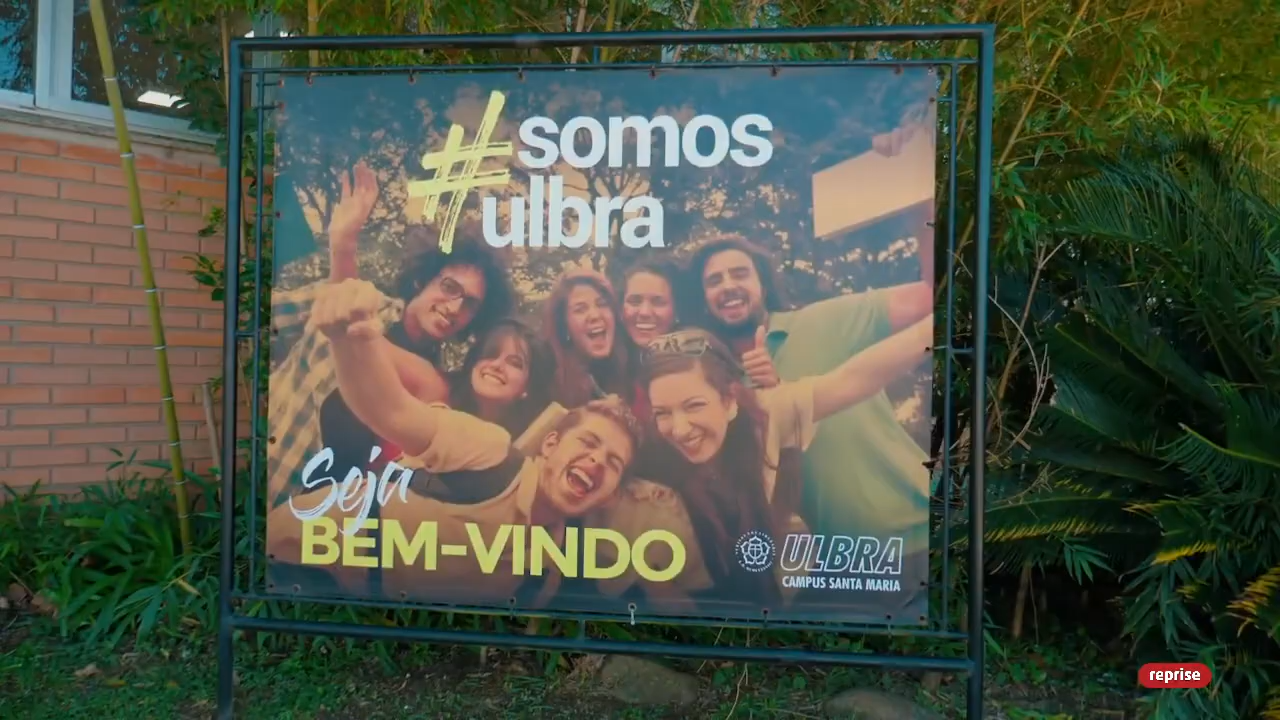 #somos
ulbra
Seja
BEM-VINDO
ULBRA
CAMPUS SANTA MARIA
reprise